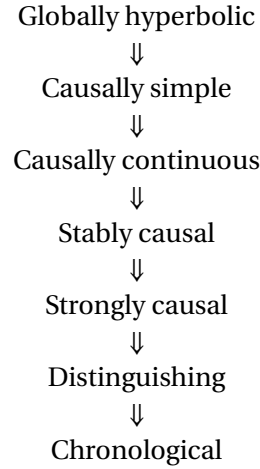 Globally hyperbolic
⇓
Causally simple
⇓
Causally continuous
⇓
Stably causal
⇓
Strongly causal
⇓
Distinguishing
⇓
Chronological